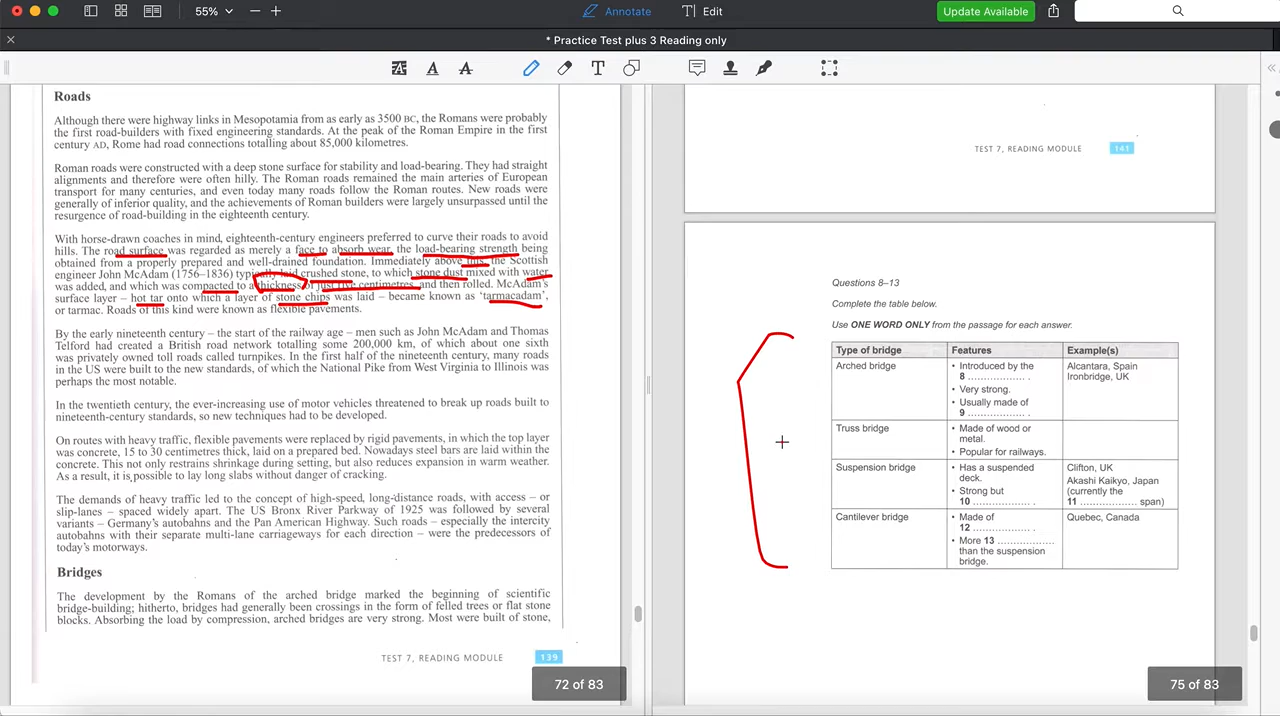 55%
Annotate
Edit
Update Available
* Practice Test plus 3 Reading only
Roads
Although there were highway links in Mesopotamia from as early as 3500 BC, the Romans were probably
the first road-builders with fixed engineering standards. At the peak of the Roman Empire in the first
century AD, Rome had road connections totalling about 85,000 kilometres.
Roman roads were constructed with a deep stone surface for stability and load-bearing. They had straight
alignments and therefore were often hilly. The Roman roads remained the main arteries of European
transport for many centuries, and even today many roads follow the Roman routes. New roads were
generally of inferior quality, and the achievements of Roman builders were largely unsurpassed until the
resurgence of road-building in the eighteenth century.
With horse-drawn coaches in mind, eighteenth-century engineers preferred to curve their roads to avoid
hills. The road surface was regarded as merely a face to absorb wear, the load-bearing strength being
obtained from a properly prepared and well-drained foundation. Immediately above this, the Scottish
engineer John McAdam (1756–1836) typically laid crushed stone, to which stone dust mixed with water
was added, and which was compacted to a thickness of just five centimetres, and then rolled. McAdam's
surface layer – hot tar onto which a layer of stone chips was laid – became known as 'tarmacadam',
or tarmac. Roads of this kind were known as flexible pavements.
By the early nineteenth century – the start of the railway age – men such as John McAdam and Thomas
Telford had created a British road network totalling some 200,000 km, of which about one sixth
was privately owned toll roads called turnpikes. In the first half of the nineteenth century, many roads
in the US were built to the new standards, of which the National Pike from West Virginia to Illinois was
perhaps the most notable.
In the twentieth century, the ever-increasing use of motor vehicles threatened to break up roads built to
nineteenth-century standards, so new techniques had to be developed.
On routes with heavy traffic, flexible pavements were replaced by rigid pavements, in which the top layer
was concrete, 15 to 30 centimetres thick, laid on a prepared bed. Nowadays steel bars are laid within the
concrete. This not only restrains shrinkage during setting, but also reduces expansion in warm weather.
As a result, it is possible to lay long slabs without danger of cracking.
The demands of heavy traffic led to the concept of high-speed, long-distance roads, with access – or
slip-lanes – spaced widely apart. The US Bronx River Parkway of 1925 was followed by several
variants – Germany's autobahns and the Pan American Highway. Such roads – especially the intercity
autobahns with their separate multi-lane carriageways for each direction – were the predecessors of
today's motorways.
Bridges
The development by the Romans of the arched bridge marked the beginning of scientific
bridge-building; hitherto, bridges had generally been crossings in the form of felled trees or flat stone
blocks. Absorbing the load by compression, arched bridges are very strong. Most were built of stone,
TEST 7, READING MODULE 139
72 of 83
TEST 7, READING MODULE 141
Questions 8–13
Complete the table below.
Use ONE WORD ONLY from the passage for each answer.
Type of bridge Features Example(s)
Arched bridge • Introduced by the Alcantara, Spain
8 .................. . Ironbridge, UK
• Very strong.
• Usually made of
9 .................. .
Truss bridge • Made of wood or
metal.
• Popular for railways.
Suspension bridge • Has a suspended Clifton, UK
deck. Akashi Kaikyo, Japan
• Strong but (currently the
10 .................. . 11 .................. span)
Cantilever bridge • Made of Quebec, Canada
12 .................. .
• More 13 ..................
than the suspension
bridge.
75 of 83